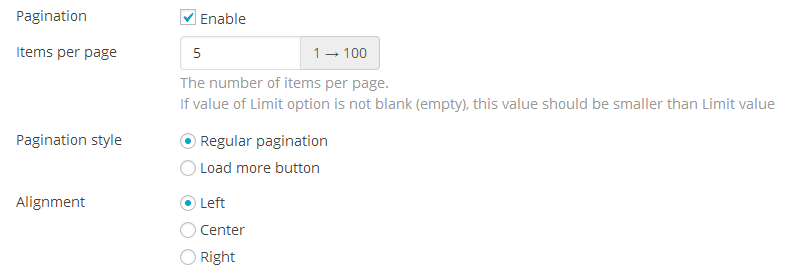 Pagination Enable
Items per page 5 1 → 100
The number of items per page.
If value of Limit option is not blank (empty), this value should be smaller than Limit value
Pagination style Regular pagination
Load more button
Alignment Left
Center
Right